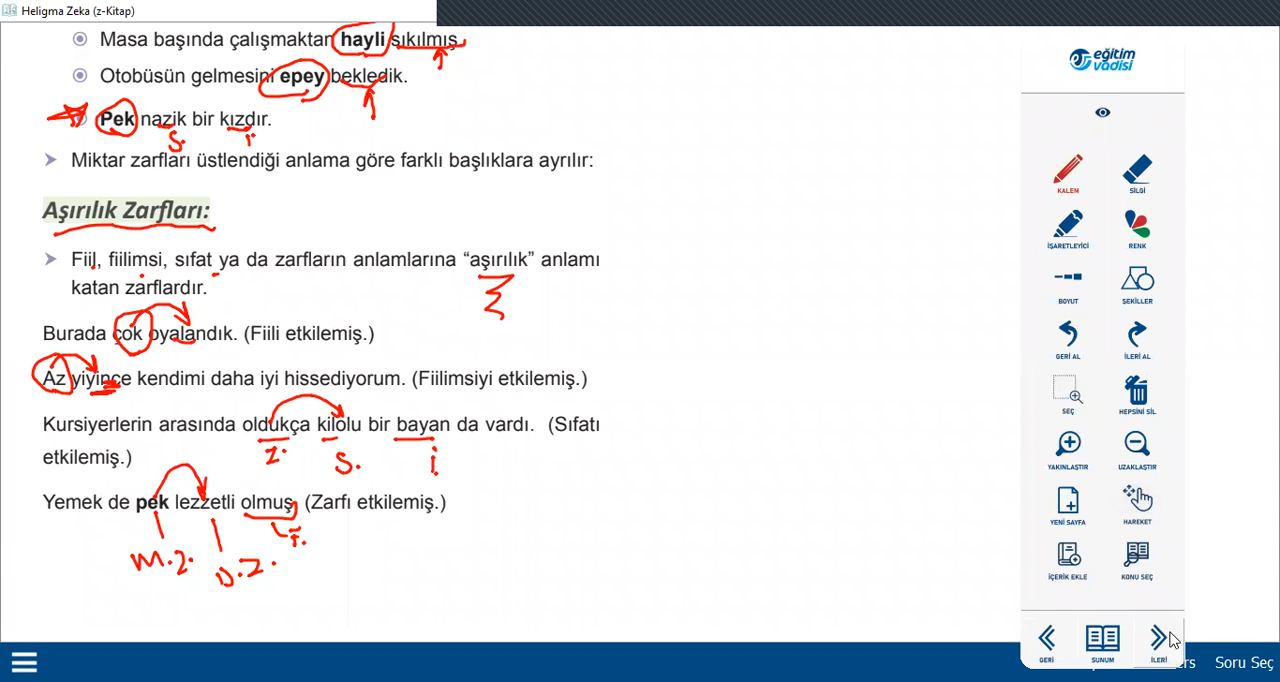 Heligma Zeka (z-Kitap)
Masa başında çalışmaktan hayli sıkılmış.
Otobüsün gelmesini epey bekledik.
Pek nazik bir kızdır.
S. İ.
Miktar zarfları üstlendiği anlama göre farklı başlıklara ayrılır:
Aşırılık Zarfları:
Fiil, fiilimsi, sıfat ya da zarfların anlamlarına “aşırılık” anlamı
katan zarflardır.
Burada çok oyalandık. (Fiili etkilemiş.)
Az yiyince kendimi daha iyi hissediyorum. (Fiilimsiyi etkilemiş.)
Kursiyerlerin arasında oldukça kilolu bir bayan da vardı. (Sıfatı
Z. S. İ
etkilemiş.)
Yemek de pek lezzetli olmuş. (Zarfı etkilemiş.)
F.
M.Z. D.Z.
eğitim
vadisi
KALEM SİLGİ
İŞARETLEYİCİ RENK
BOYUT ŞEKİLLER
GERİ AL İLERİ AL
SEÇ HEPSİNİ SİL
YAKINLAŞTIR UZAKLAŞTIR
YENİ SAYFA HAREKET
İÇERİK EKLE KONU SEÇ
GERİ SUNUM İLERİ
ers Soru Seç